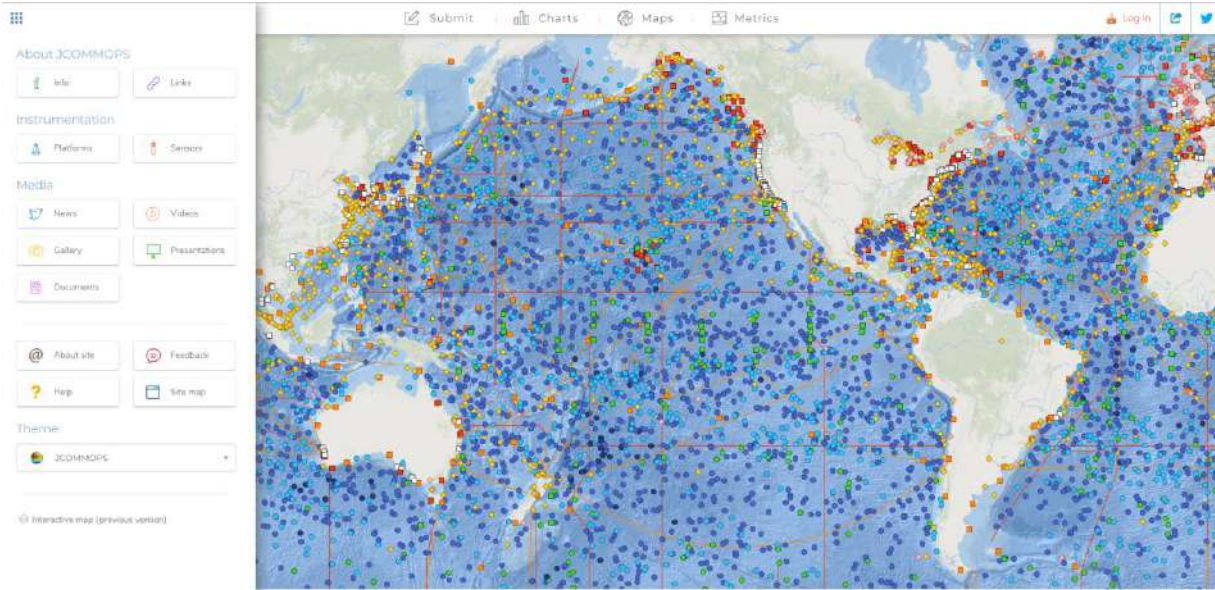 Submit Charts Maps Metrics Log In
About JCOMMOPS
Info Links
Instrumentation
Platforms Sensors
Media
News Videos
Gallery Presentations
Documents
About site Feedback
Help Site map
Theme
JCOMMOPS
Interactive map (previous version)